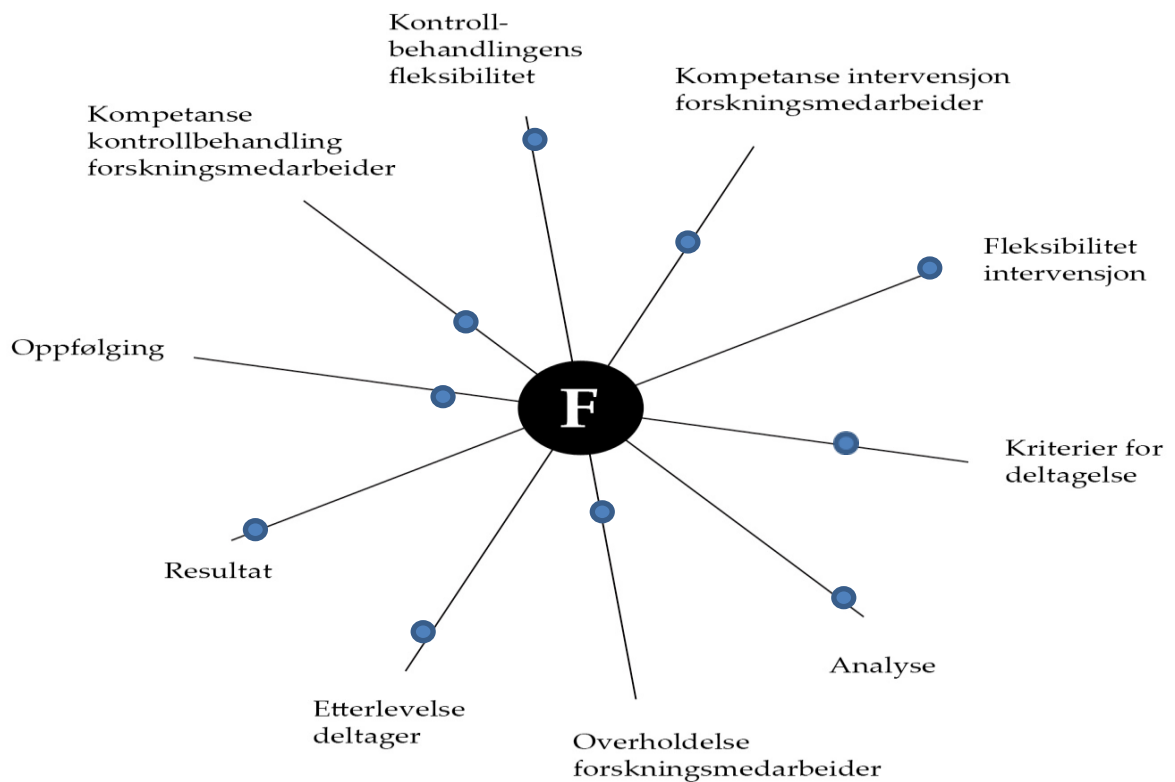 Kontroll-
behandlingens
fleksibilitet
Kompetanse intervensjon
forskningsmedarbeider
Kompetanse
kontrollbehandling
forskningsmedarbeider
Fleksibilitet
intervensjon
Oppfølging
F
Kriterier for
deltagelse
Resultat
Analyse
Etterlevelse
deltager
Overholdelse
forskningsmedarbeider